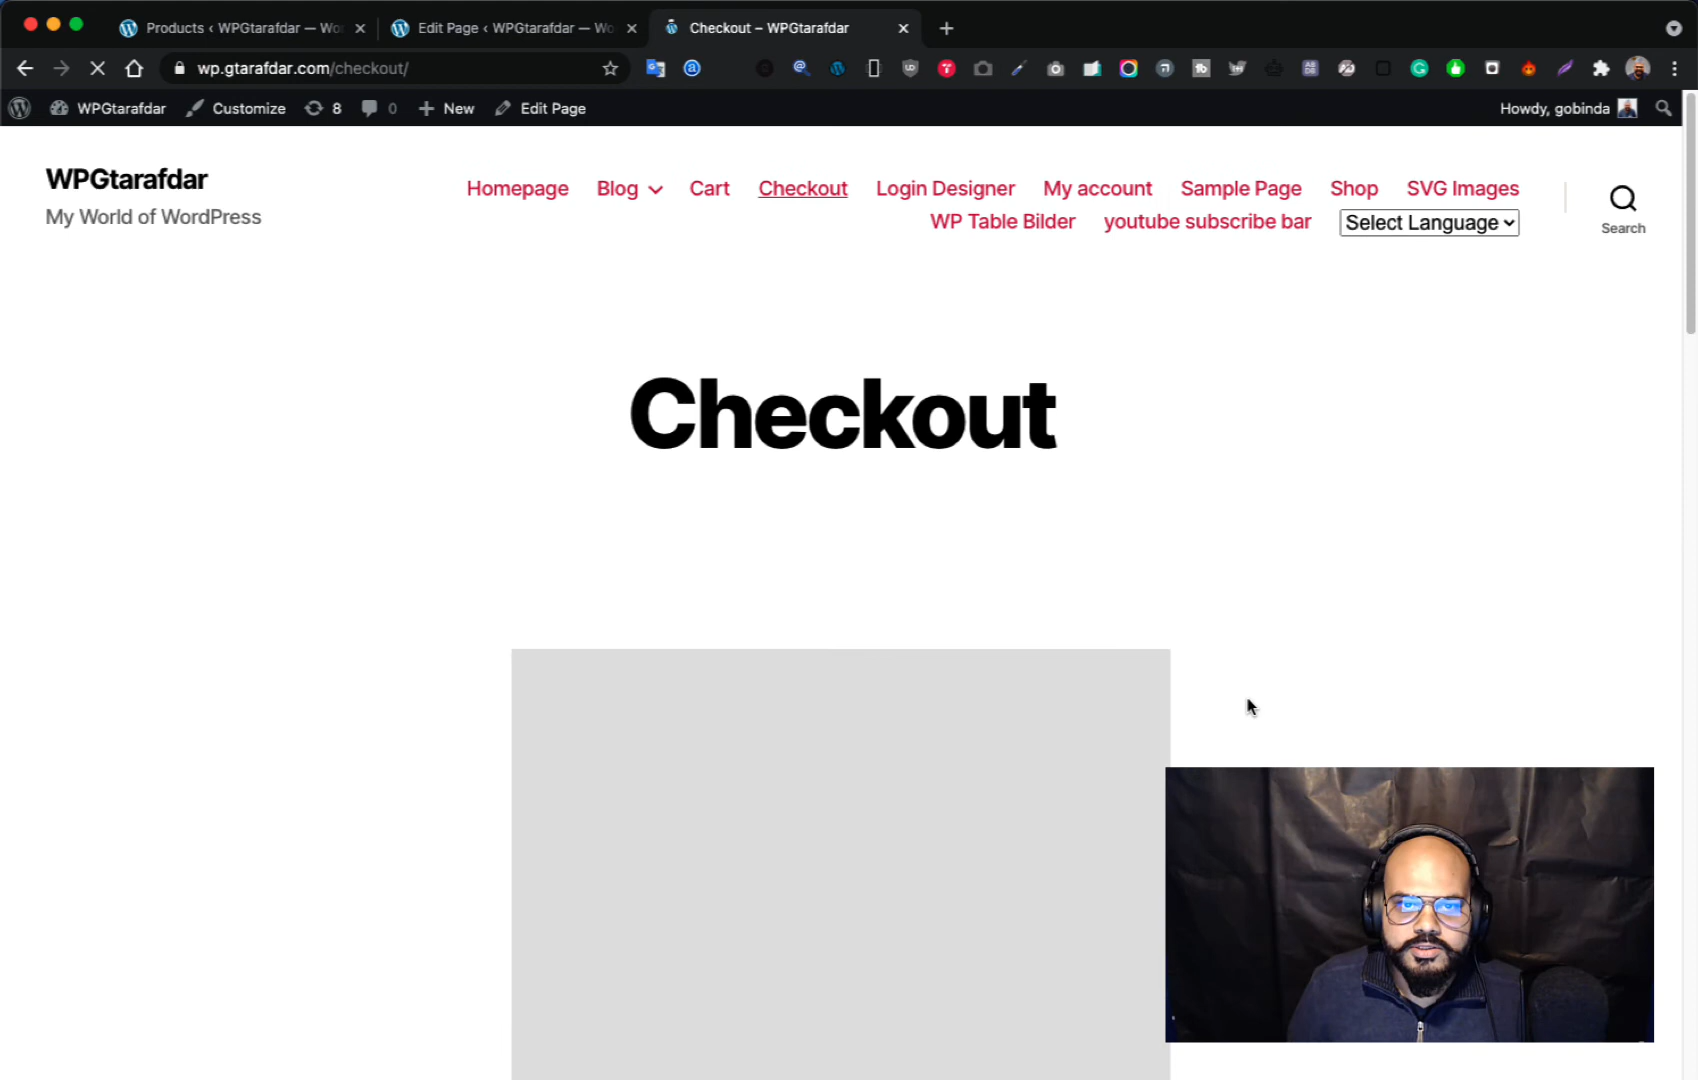 Products ‹ WPGtarafdar — Wo
Edit Page ‹ WPGtarafdar — Wo
Checkout – WPGtarafdar
wp.gtarafdar.com/checkout/
WPGtarafdar
Customize
8
0
New
Edit Page
Howdy, gobinda
WPGtarafdar
My World of WordPress
Homepage
Blog
Cart
Checkout
Login Designer
My account
Sample Page
Shop
SVG Images
WP Table Bilder
youtube subscribe bar
Select Language
Search
Checkout